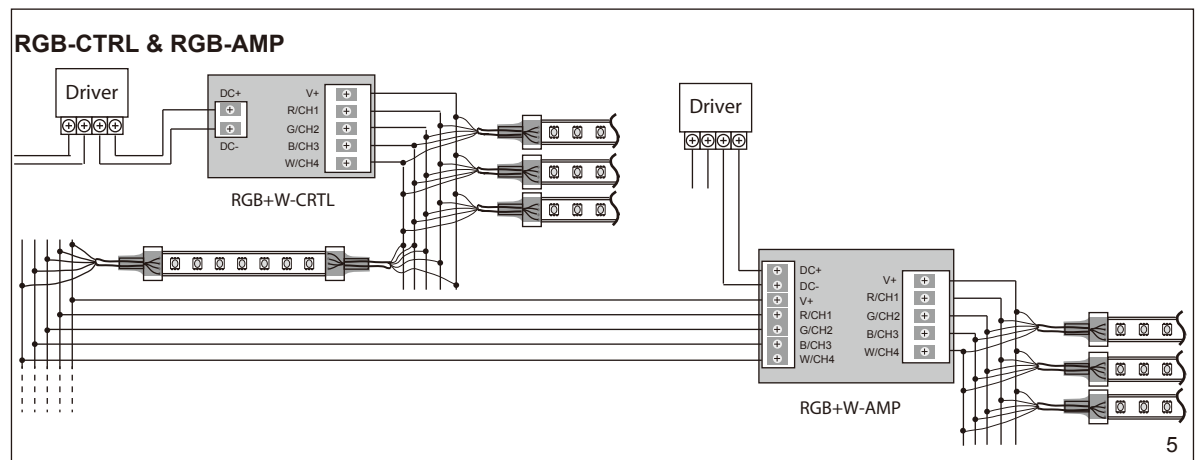 RGB-CTRL & RGB-AMP
Driver
DC+
DC-
V+
R/CH1
G/CH2
B/CH3
W/CH4
RGB+W-CRTL
Driver
DC+
DC-
V+
R/CH1
G/CH2
B/CH3
W/CH4
V+
R/CH1
G/CH2
B/CH3
W/CH4
RGB+W-AMP
5